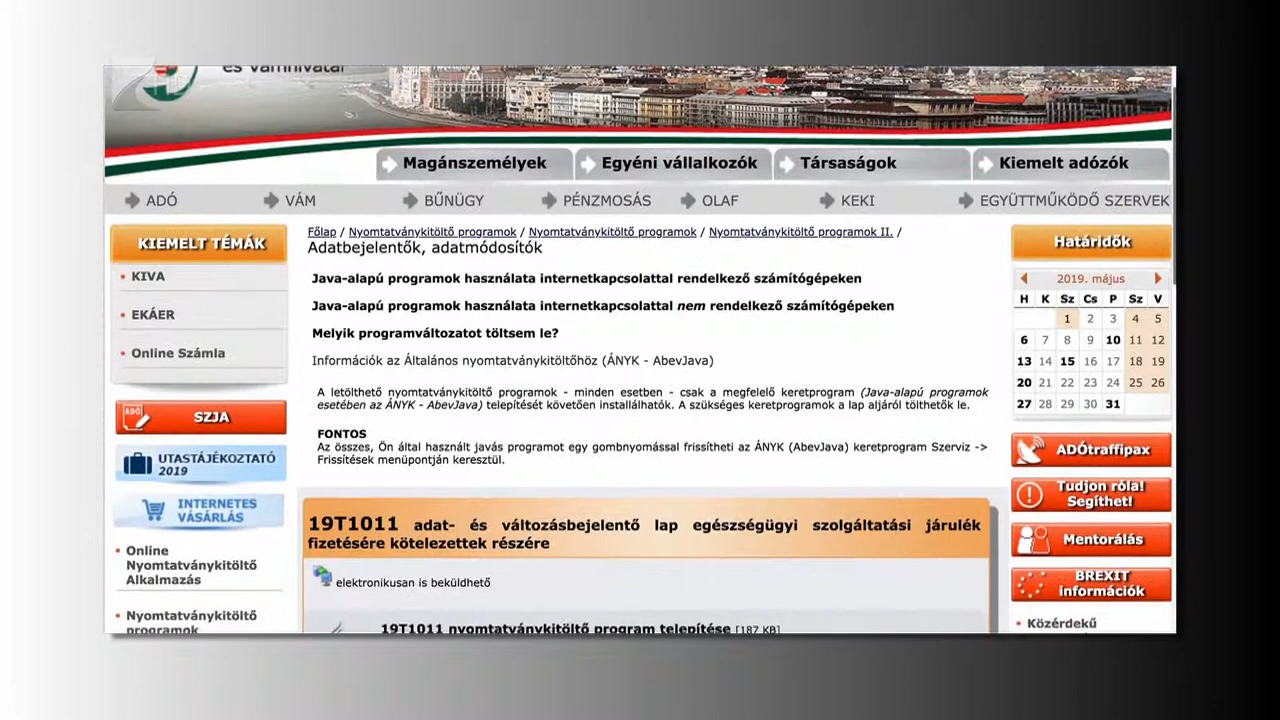 és Vámhivatal
Magánszemélyek
Egyéni vállalkozók
Társaságok
Kiemelt adózók
ADÓ
VÁM
BŰNÜGY
PÉNZMOSÁS
OLAF
KEKI
EGYÜTTMŰKÖDŐ SZERVEK
KIEMELT TÉMÁK
KIVA
EKÁER
Online Számla
SZJA
UTASTÁJÉKOZTATÓ
2019
INTERNETES
VÁSÁRLÁS
Online
Nyomtatványkitöltő
Alkalmazás
Nyomtatványkitöltő
programok
Főlap / Nyomtatványkitöltő programok / Nyomtatványkitöltő programok / Nyomtatványkitöltő programok II. /
Adatbejelentők, adatmódosítók
Java-alapú programok használata internetkapcsolattal rendelkező számítógépeken
Java-alapú programok használata internetkapcsolattal nem rendelkező számítógépeken
Melyik programváltozatot töltsem le?
Információk az Általános nyomtatványkitöltőhöz (ÁNYK - AbevJava)
A letölthető nyomtatványkitöltő programok - minden esetben - csak a megfelelő keretprogram (Java-alapú programok
esetében az ÁNYK - AbevJava) telepítését követően installálhatók. A szükséges keretprogramok a lap aljáról tölthetők le.
FONTOS
Az összes, Ön által használt javás programot egy gombnyomással frissítheti az ÁNYK (AbevJava) keretprogram Szerviz ->
Frissítések menüpontján keresztül.
19T1011 adat- és változásbejelentő lap egészségügyi szolgáltatási járulék
fizetésére kötelezettek részére
elektronikusan is beküldhető
19T1011 nyomtatványkitöltő program telepítése [187 KB]
Határidők
2019. május
H K Sz Cs P Sz V
1 2 3 4 5
6 7 8 9 10 11 12
13 14 15 16 17 18 19
20 21 22 23 24 25 26
27 28 29 30 31
ADÓtraffipax
Tudjon róla!
Segíthet!
Mentorálás
BREXIT
információk
Közérdekű